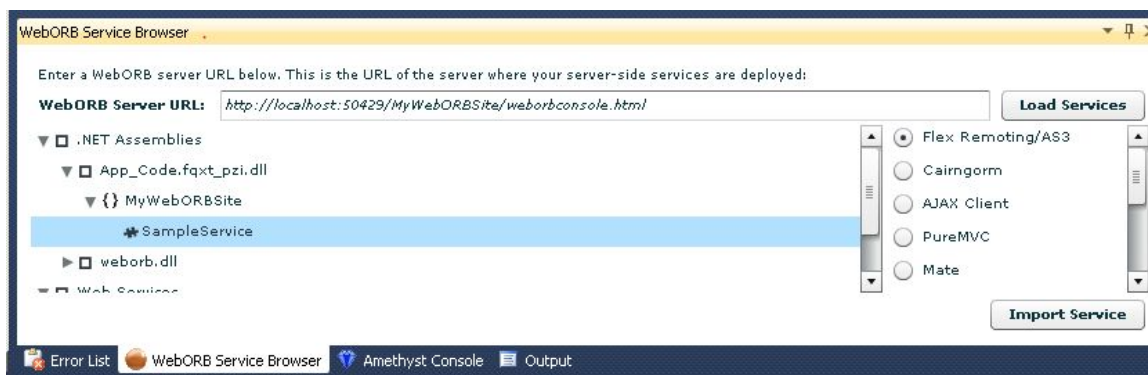 WebORB Service Browser
Enter a WebORB server URL below. This is the URL of the server where your server-side services are deployed:
WebORB Server URL: http://localhost:50429/MyWebORBSite/weborbconsole.html Load Services
.NET Assemblies
App_Code.fqxt_pzi.dll
{} MyWebORBSite
SampleService
weborb.dll
Web Services
Flex Remoting/AS3
Cairngorm
AJAX Client
PureMVC
Mate
Import Service
Error List WebORB Service Browser Amethyst Console Output